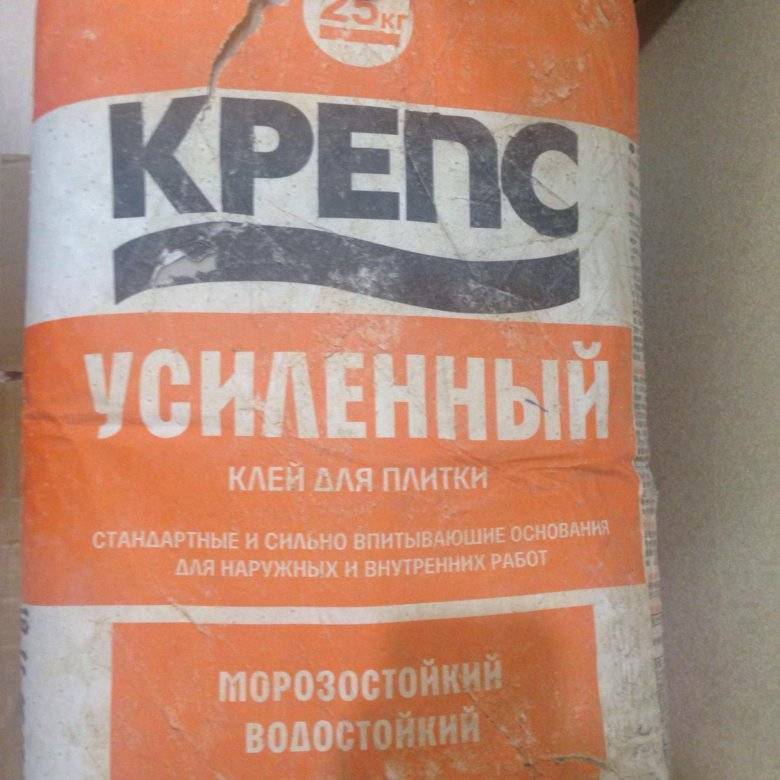 25кг
КРЕПС
УСИЛЕННЫЙ
КЛЕЙ ДЛЯ ПЛИТКИ
СТАНДАРТНЫЕ И СИЛЬНО ВПИТЫВАЮЩИЕ ОСНОВАНИЯ
ДЛЯ НАРУЖНЫХ И ВНУТРЕННИХ РАБОТ
МОРОЗОСТОЙКИЙ
ВОДОСТОЙКИЙ